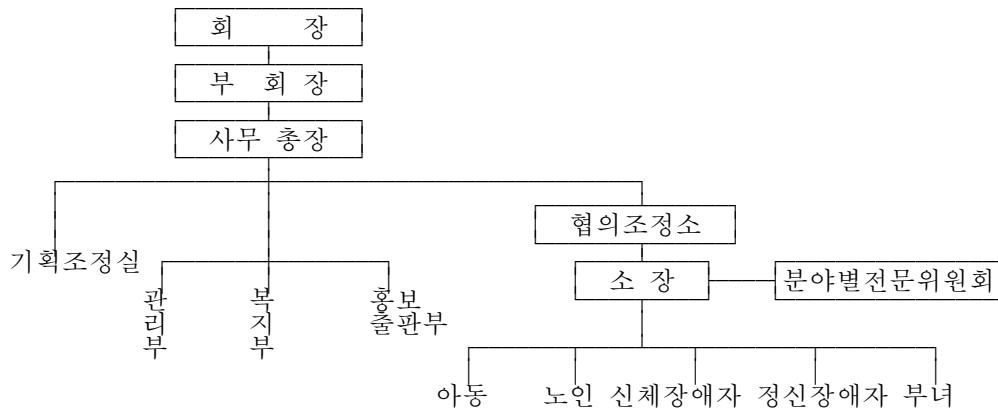 회 장
부 회 장
사무 총장
협의조정소
기획조정실
소 장
분야별전문위원회
관리부
복지부
홍보출판부
아동 노인 신체장애자 정신장애자 부녀